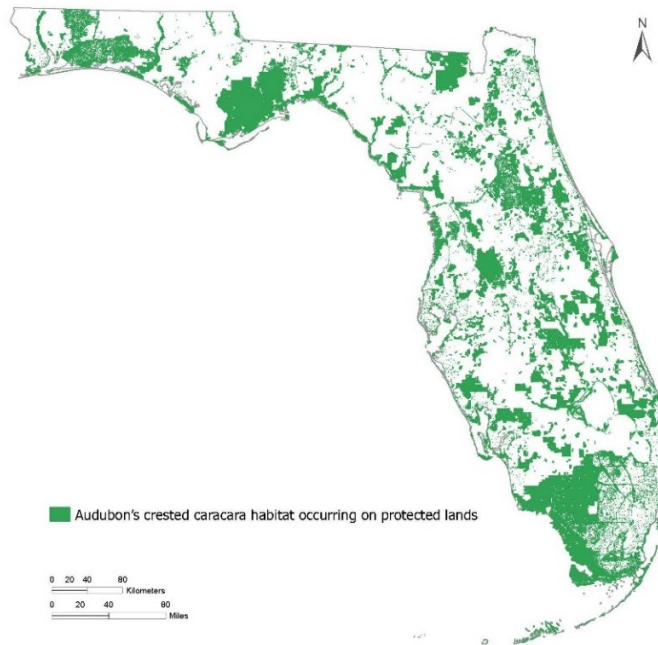 N
Audubon's crested caracara habitat occurring on protected lands
0 20 40 80
Kilometers
0 20 40 80
Miles